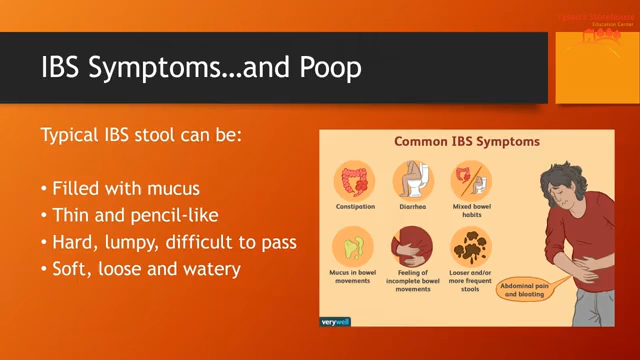 IBS Symptoms…and Poop
Education Center
Typical IBS stool can be:
• Filled with mucus
• Thin and pencil-like
• Hard, lumpy, difficult to pass
• Soft, loose and watery
Common IBS Symptoms
Constipation
Diarrhea
Mixed bowel
habits
Mucus in bowel
movements
Feeling of
incomplete bowel
movements
Looser and/or
more frequent
stools
Abdominal pain
and bloating
verywell